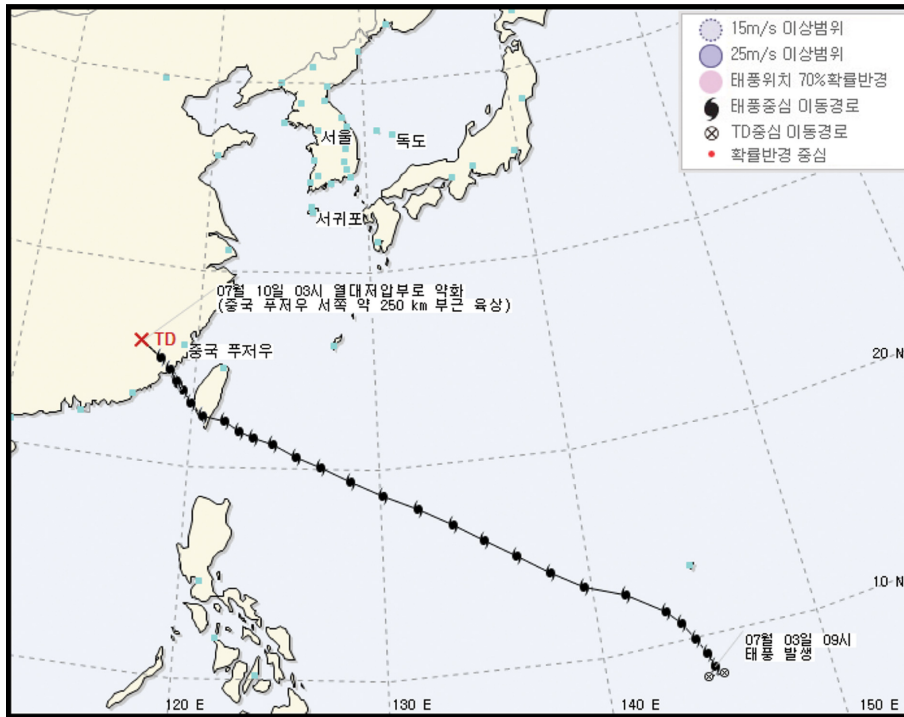 15m/s 이상범위
25m/s 이상범위
태풍위치 70%확률반경
태풍중심 이동경로
TD중심 이동경로
확률반경 중심
서울
독도
서귀포
07월 10일 03시 열대저압부로 약화
(중국 푸저우 서쪽 약 250 km 부근 육상)
TD
중국 푸저우
20 N
10 N
07월 03일 09시
태풍 발생
120 E
130 E
140 E
150 E